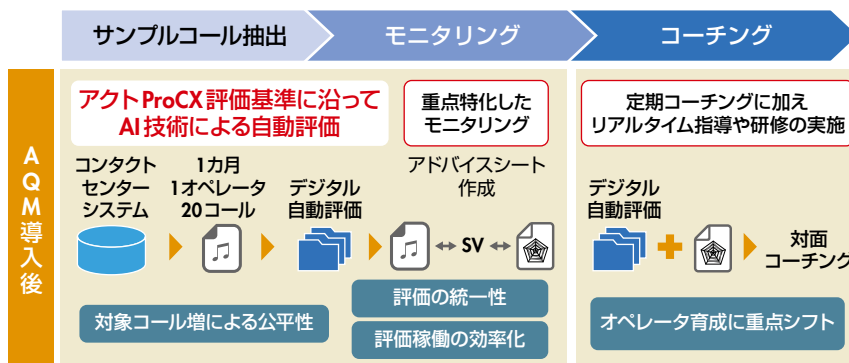 サンプルコール抽出
モニタリング
コーチング
AQM導入後
アクトProCX評価基準に沿って
AI技術による自動評価
重点特化した
モニタリング
定期コーチングに加え
リアルタイム指導や研修の実施
コンタクト
センター
システム
1カ月
1オペレータ
20コール
デジタル
自動評価
アドバイスシート
作成
SV
デジタル
自動評価
対面
コーチング
対象コール増による公平性
評価の統一性
評価稼働の効率化
オペレータ育成に重点シフト